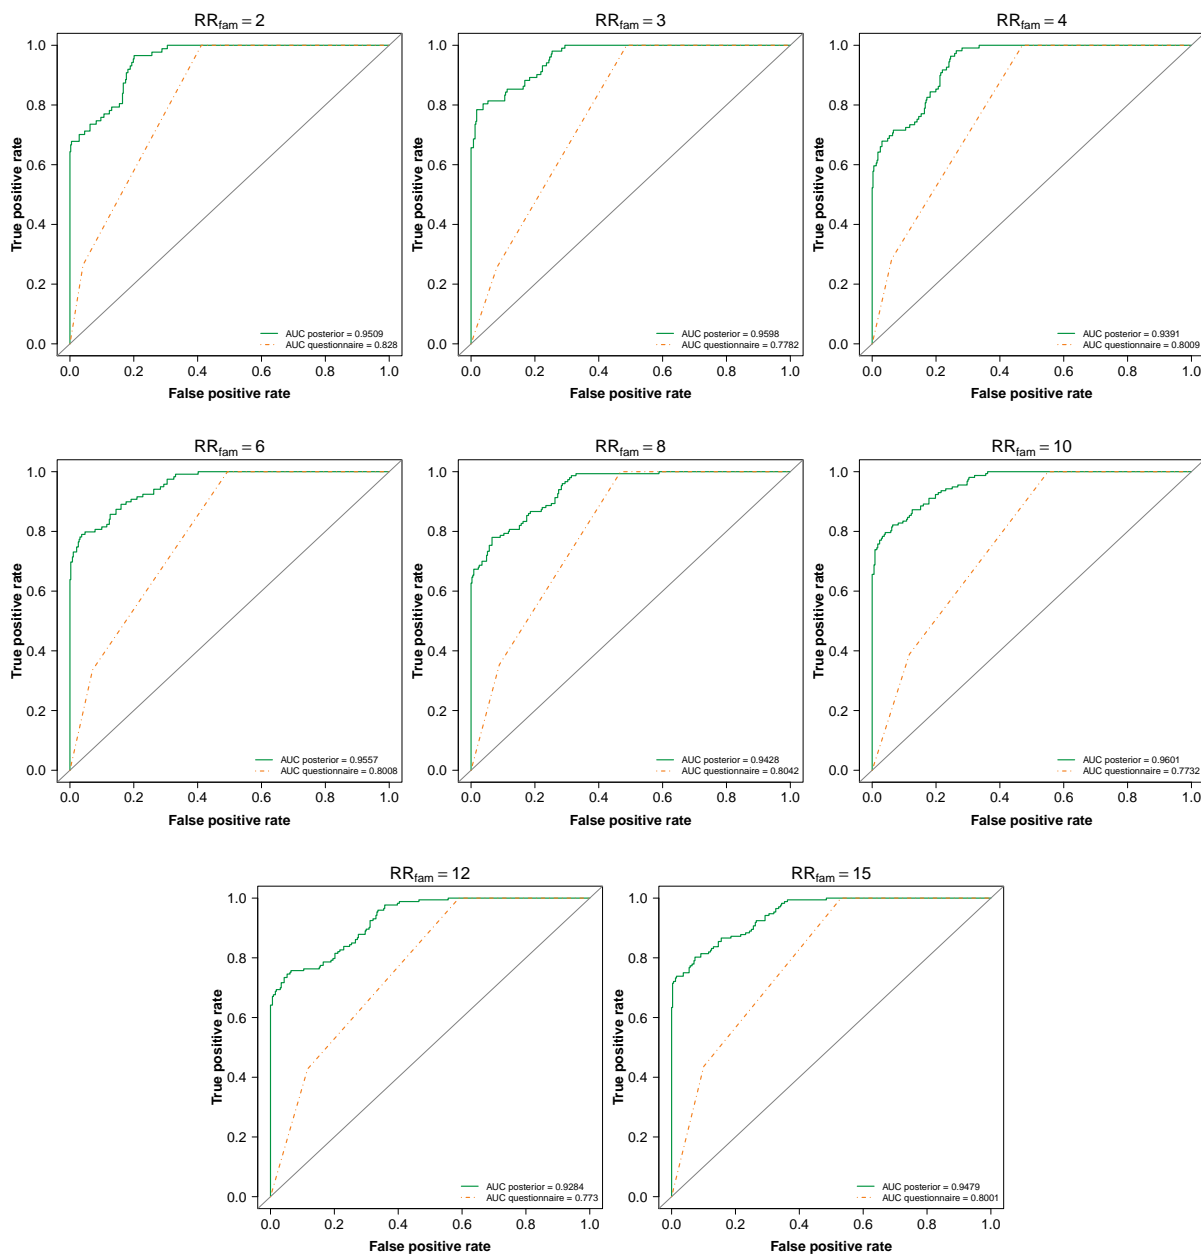 RRfam = 2
1.0
0.8
0.6
0.4
0.2
0.0
True positive rate
AUC posterior = 0.9509
AUC questionnaire = 0.828
0.0 0.2 0.4 0.6 0.8 1.0
False positive rate
RRfam = 3
1.0
0.8
0.6
0.4
0.2
0.0
True positive rate
AUC posterior = 0.9598
AUC questionnaire = 0.7782
0.0 0.2 0.4 0.6 0.8 1.0
False positive rate
RRfam = 4
1.0
0.8
0.6
0.4
0.2
0.0
True positive rate
AUC posterior = 0.9391
AUC questionnaire = 0.8009
0.0 0.2 0.4 0.6 0.8 1.0
False positive rate
RRfam = 6
1.0
0.8
0.6
0.4
0.2
0.0
True positive rate
AUC posterior = 0.9557
AUC questionnaire = 0.8008
0.0 0.2 0.4 0.6 0.8 1.0
False positive rate
RRfam = 8
1.0
0.8
0.6
0.4
0.2
0.0
True positive rate
AUC posterior = 0.9428
AUC questionnaire = 0.8042
0.0 0.2 0.4 0.6 0.8 1.0
False positive rate
RRfam = 10
1.0
0.8
0.6
0.4
0.2
0.0
True positive rate
AUC posterior = 0.9601
AUC questionnaire = 0.7732
0.0 0.2 0.4 0.6 0.8 1.0
False positive rate
RRfam = 12
1.0
0.8
0.6
0.4
0.2
0.0
True positive rate
AUC posterior = 0.9284
AUC questionnaire = 0.773
0.0 0.2 0.4 0.6 0.8 1.0
False positive rate
RRfam = 15
1.0
0.8
0.6
0.4
0.2
0.0
True positive rate
AUC posterior = 0.9479
AUC questionnaire = 0.8001
0.0 0.2 0.4 0.6 0.8 1.0
False positive rate